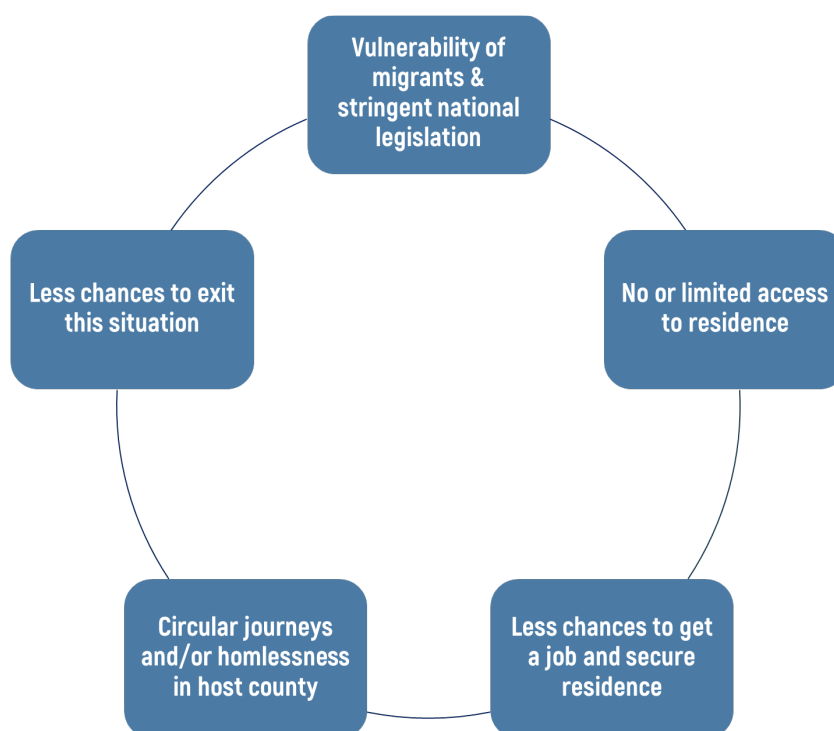 Vulnerability of
migrants &
stringent national
legislation
No or limited access
to residence
Less chances to get
a job and secure
residence
Circular journeys
and/or homlessness
in host county
Less chances to exit
this situation